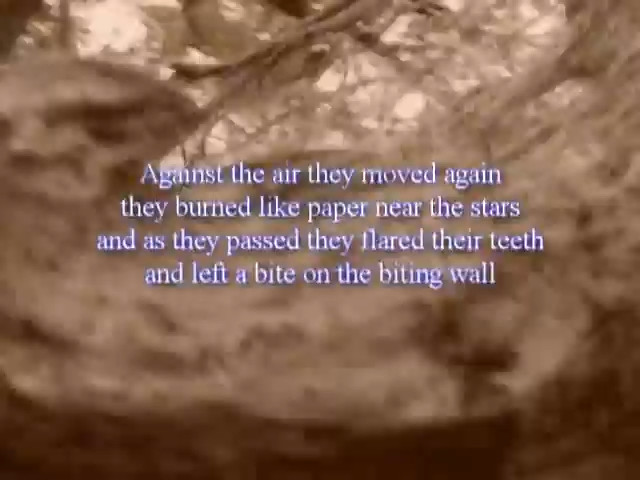 Against the air they moved again
they burned like paper near the stars
and as they passed they flared their teeth
and left a bite on the biting wall